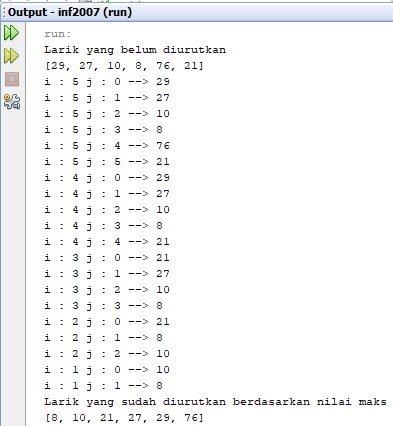 Output - inf2007 (run)
run:
Larik yang belum diurutkan
[29, 27, 10, 8, 76, 21]
i : 5 j : 0 --> 29
i : 5 j : 1 --> 27
i : 5 j : 2 --> 10
i : 5 j : 3 --> 8
i : 5 j : 4 --> 76
i : 5 j : 5 --> 21
i : 4 j : 0 --> 29
i : 4 j : 1 --> 27
i : 4 j : 2 --> 10
i : 4 j : 3 --> 8
i : 4 j : 4 --> 21
i : 3 j : 0 --> 21
i : 3 j : 1 --> 27
i : 3 j : 2 --> 10
i : 3 j : 3 --> 8
i : 2 j : 0 --> 21
i : 2 j : 1 --> 8
i : 2 j : 2 --> 10
i : 1 j : 0 --> 10
i : 1 j : 1 --> 8
Larik yang sudah diurutkan berdasarkan nilai maks
[8, 10, 21, 27, 29, 76]